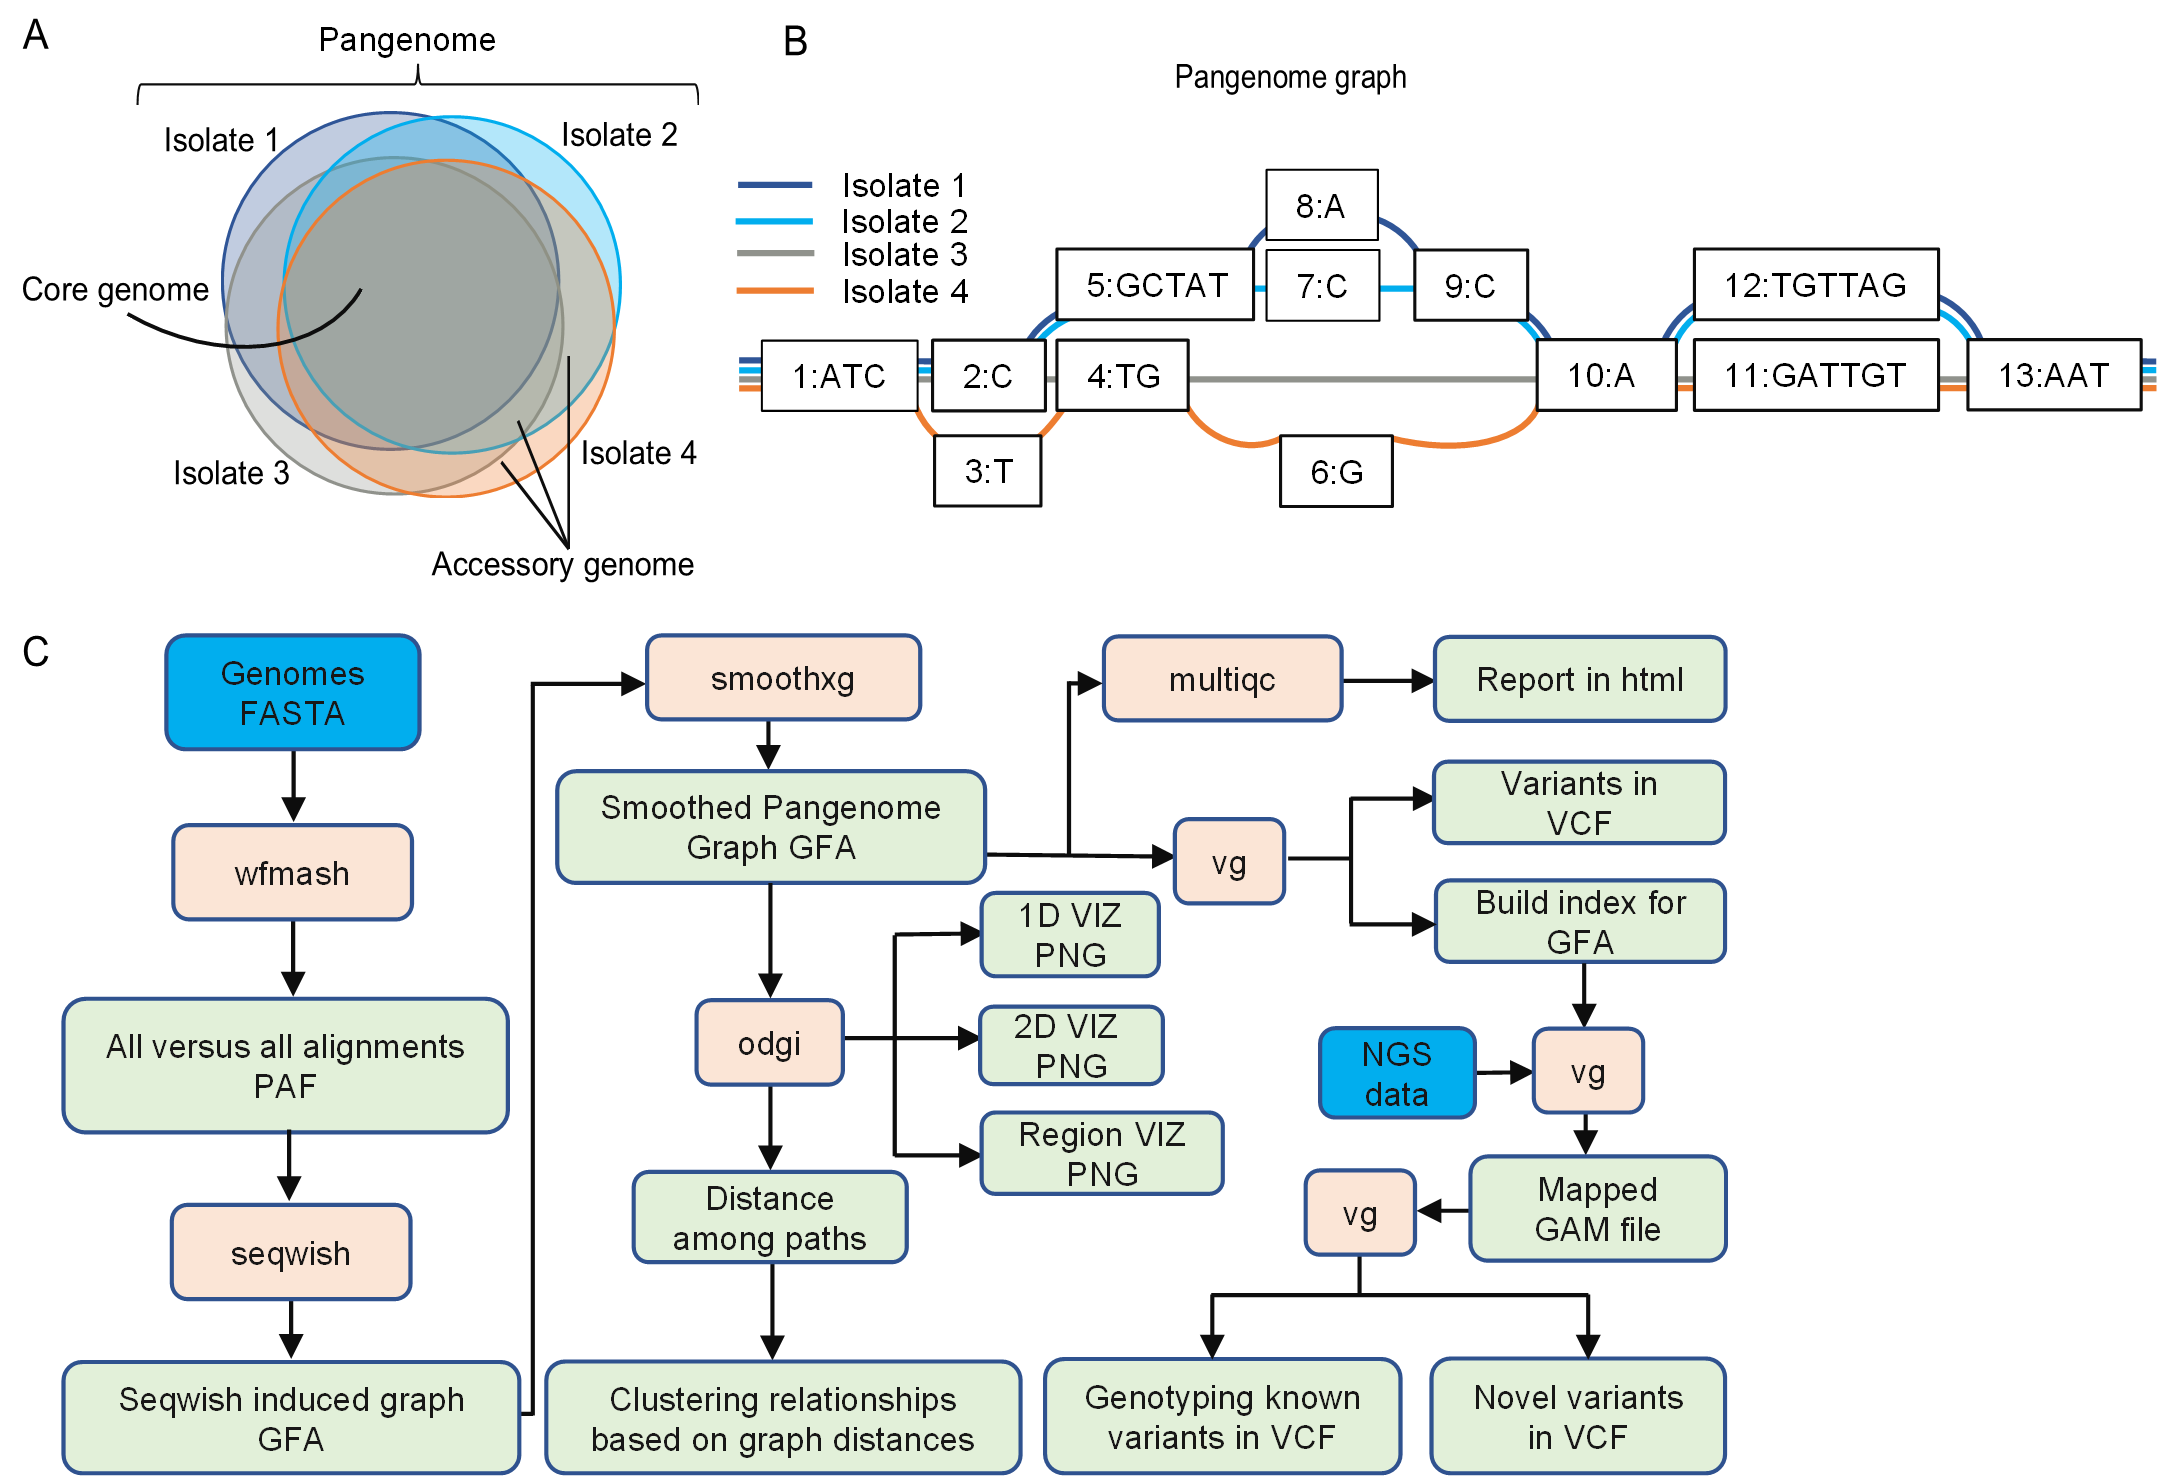 A
Pangenome
Isolate 1
Isolate 2
Core genome
Isolate 3
Isolate 4
Accessory genome
B
Pangenome graph
Isolate 1
Isolate 2
Isolate 3
Isolate 4
8:A
5:GCTAT
7:C
9:C
12:TGTTAG
1:ATC
2:C
4:TG
10:A
11:GATTGT
13:AAT
3:T
6:G
C
Genomes
FASTA
wfmash
All versus all alignments
PAF
seqwish
Seqwish induced graph
GFA
smoothxg
Smoothed Pangenome
Graph GFA
odgi
Distance
among paths
Clustering relationships
based on graph distances
1D VIZ
PNG
2D VIZ
PNG
Region VIZ
PNG
multiqc
Report in html
vg
Variants in
VCF
Build index for
GFA
NGS
data
vg
Mapped
GAM file
vg
Genotyping known
variants in VCF
Novel variants
in VCF